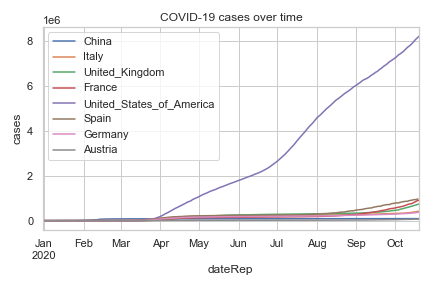 COVID-19 cases over time
1e6
8
6
4
2
0
cases
China
Italy
United_Kingdom
France
United_States_of_America
Spain
Germany
Austria
Jan Feb Mar Apr May Jun Jul Aug Sep Oct
2020
dateRep